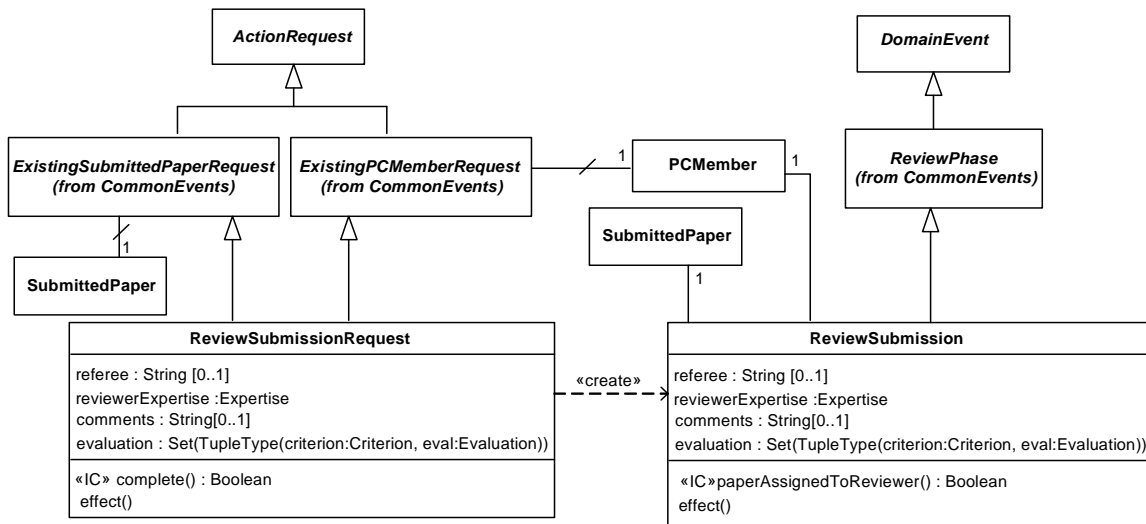 ActionRequest
DomainEvent
ExistingSubmittedPaperRequest
(from CommonEvents)
ExistingPCMemberRequest
(from CommonEvents)
1
PCMember
1
ReviewPhase
(from CommonEvents)
1
SubmittedPaper
SubmittedPaper
1
ReviewSubmissionRequest
referee : String [0..1]
reviewerExpertise :Expertise
comments : String[0..1]
evaluation : Set(TupleType(criterion:Criterion, eval:Evaluation))
«IC» complete() : Boolean
effect()
«create»
ReviewSubmission
referee : String [0..1]
reviewerExpertise :Expertise
comments : String[0..1]
evaluation : Set(TupleType(criterion:Criterion, eval:Evaluation))
«IC»paperAssignedToReviewer() : Boolean
effect()